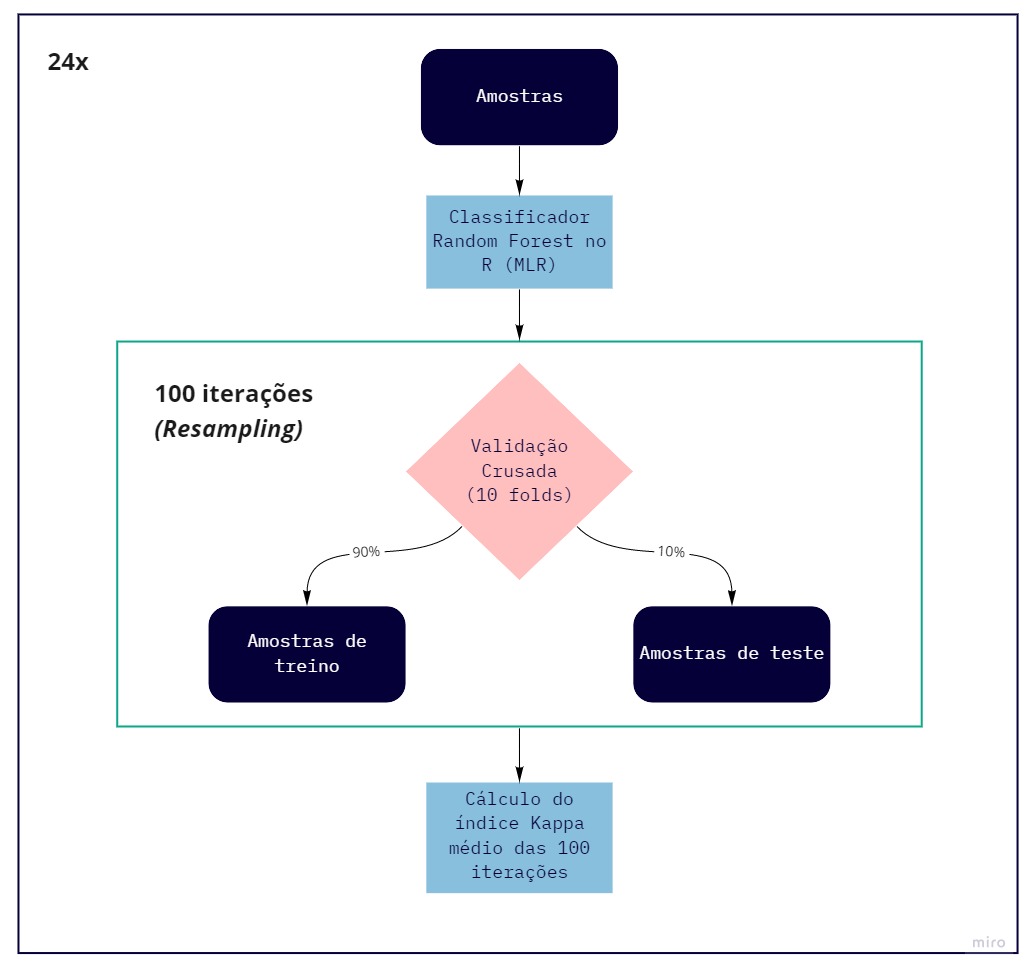 24x
Amostras
Classificador
Random Forest no
R (MLR)
100 iterações
(Resampling)
Validação
Crusada
(10 folds)
90%
10%
Amostras de
treino
Amostras de teste
Cálculo do
índice Kappa
médio das 100
iterações
miro